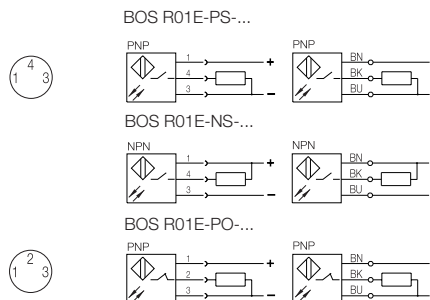 BOS R01E-PS-...
PNP
1
+
4
3
–
PNP
BN
BK
BU
4
1 3
BOS R01E-NS-...
NPN
1
+
4
3
–
NPN
BN
BK
BU
BOS R01E-PO-...
PNP
1
+
2
3
–
PNP
BN
BK
BU
2
1 3